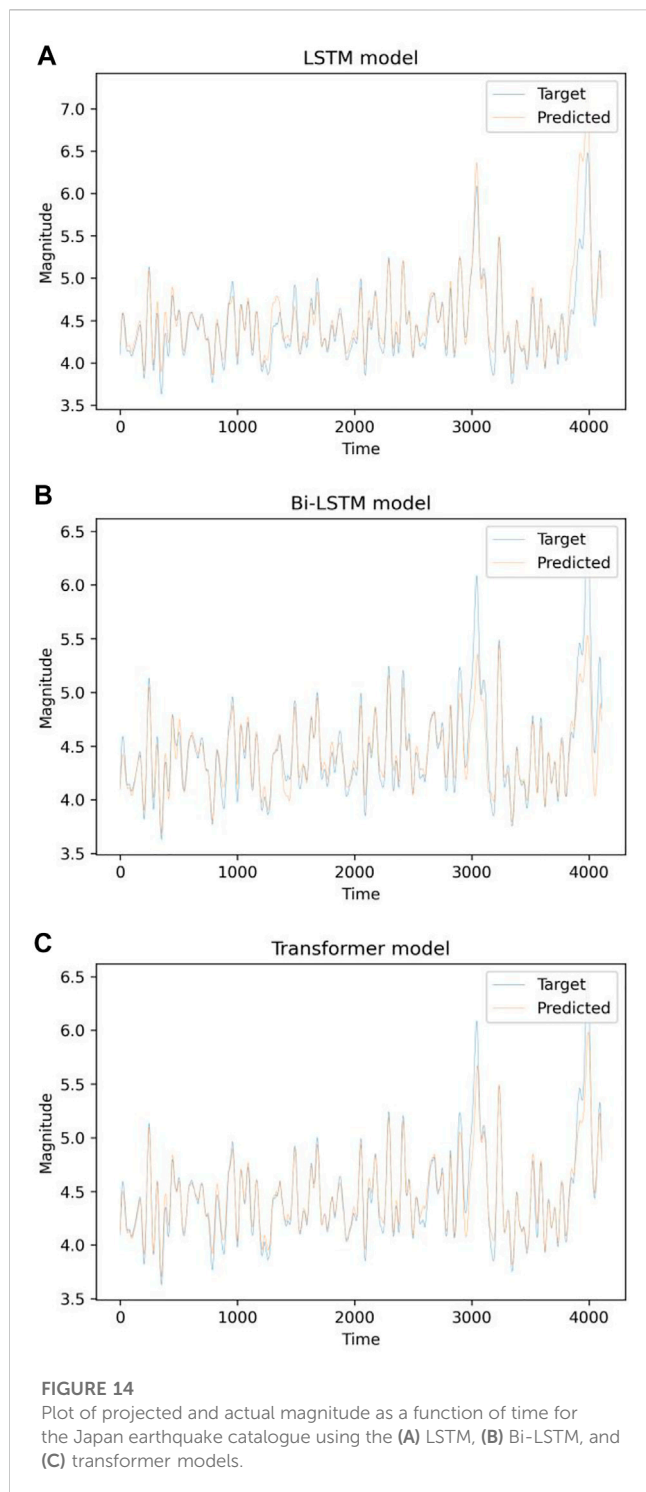 A
LSTM model
Target
Predicted
7.0
6.5
6.0
5.5
5.0
4.5
4.0
3.5
Magnitude
0 1000 2000 3000 4000
Time
B
Bi-LSTM model
Target
Predicted
6.5
6.0
5.5
5.0
4.5
4.0
3.5
Magnitude
0 1000 2000 3000 4000
Time
C
Transformer model
Target
Predicted
6.5
6.0
5.5
5.0
4.5
4.0
3.5
Magnitude
0 1000 2000 3000 4000
Time
FIGURE 14
Plot of projected and actual magnitude as a function of time for
the Japan earthquake catalogue using the (A) LSTM, (B) Bi-LSTM, and
(C) transformer models.